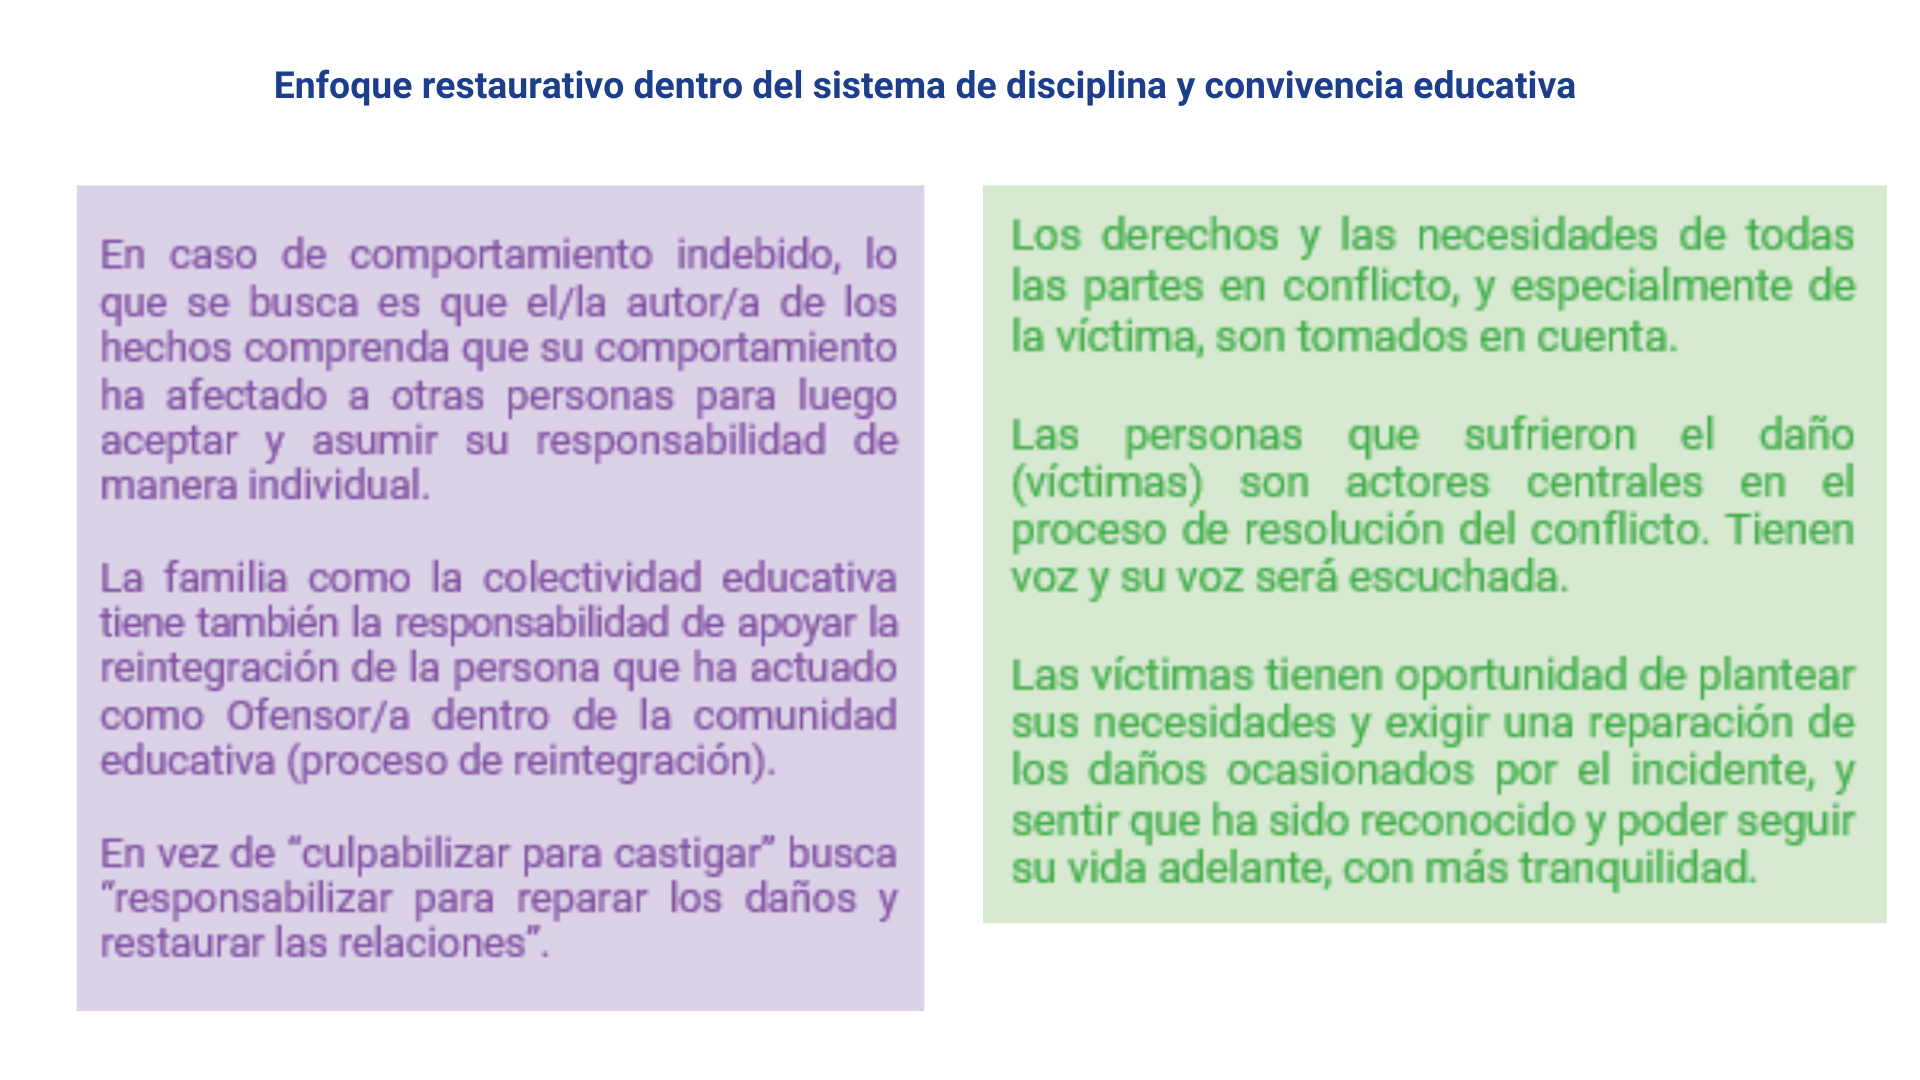 Enfoque restaurativo dentro del sistema de disciplina y convivencia educativa
En caso de comportamiento indebido, lo
que se busca es que el/la autor/a de los
hechos comprenda que su comportamiento
ha afectado a otras personas para luego
aceptar y asumir su responsabilidad de
manera individual.
La familia como la colectividad educativa
tiene también la responsabilidad de apoyar la
reintegración de la persona que ha actuado
como Ofensor/a dentro de la comunidad
educativa (proceso de reintegración).
En vez de “culpabilizar para castigar” busca
“responsabilizar para reparar los daños y
restaurar las relaciones”.
Los derechos y las necesidades de todas
las partes en conflicto, y especialmente de
la víctima, son tomados en cuenta.
Las personas que sufrieron el daño
(víctimas) son actores centrales en el
proceso de resolución del conflicto. Tienen
voz y su voz será escuchada.
Las víctimas tienen oportunidad de plantear
sus necesidades y exigir una reparación de
los daños ocasionados por el incidente, y
sentir que ha sido reconocido y poder seguir
su vida adelante, con más tranquilidad.